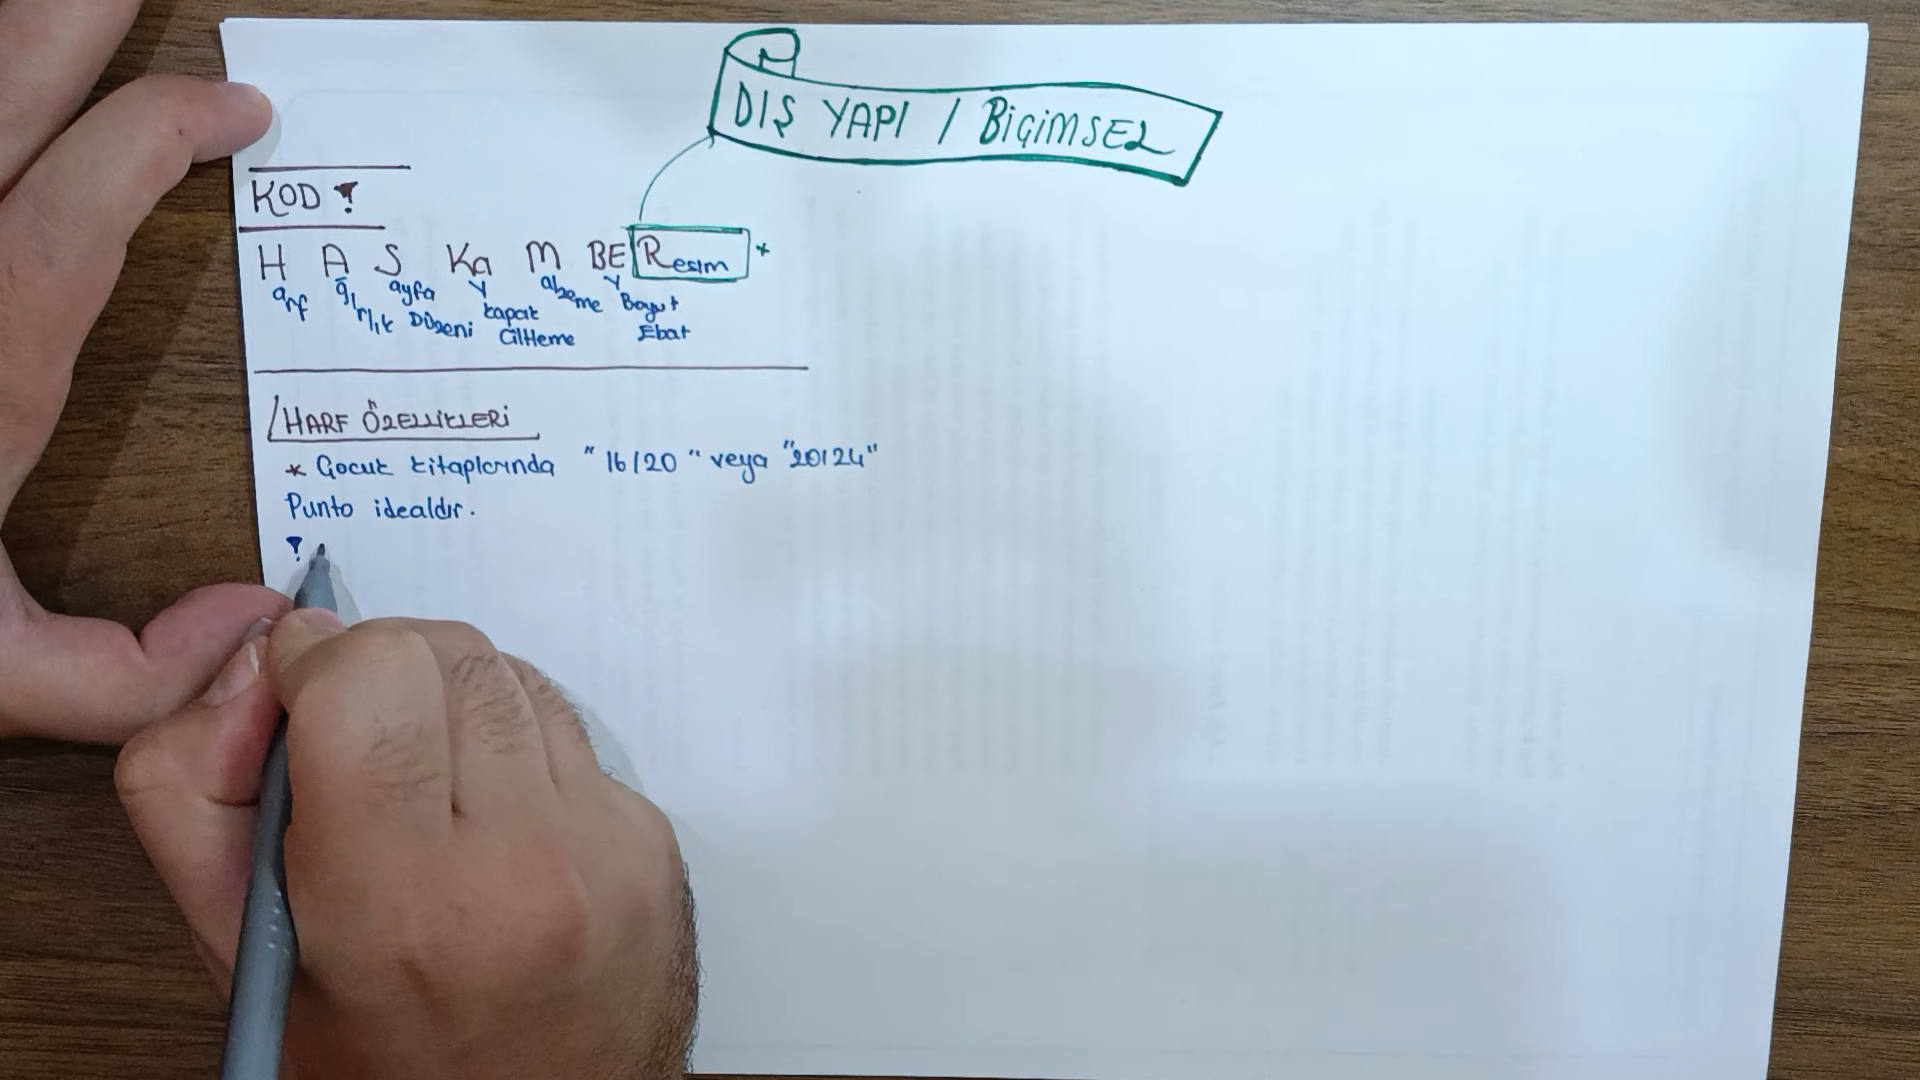 DIŞ YAPI / BİÇİMSEL
KOD !
H A S Ka M BE Resim *
arf ğırlık ayfa Düzeni kapak Ciltleme alzeme Boyut Ebat
HARF ÖZELLİKLERİ
* Çocuk kitaplarında "16/20" veya "20/24"
Punto idealdir.
!